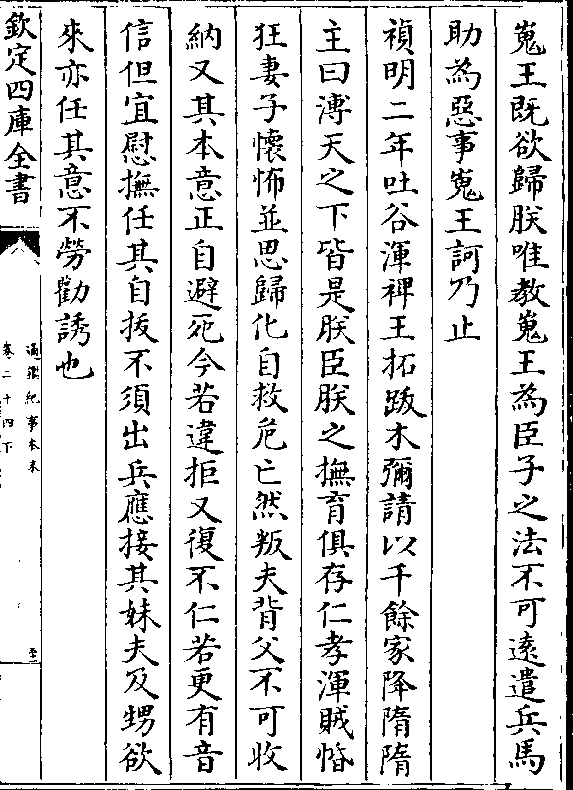 嵬王既欲歸朕唯教嵬王為臣子之法不可遠遣兵馬
助為惡事嵬王訶乃止
禎明二年吐谷渾裨王拓跋木彌請以千餘家降隋隋
主曰溥天之下皆是朕臣朕之撫育俱存仁孝渾賊惛
狂妻子懷怖並思歸化自救危亡然叛夫背父不可收
納又其本意正自避死今若違拒又復不仁若更有音
信但宜慰撫任其自拔不須出兵應接其妹夫及甥欲
來亦任其意不勞勸誘也
欽定四庫全書
通鑑紀事本末
卷二十四下